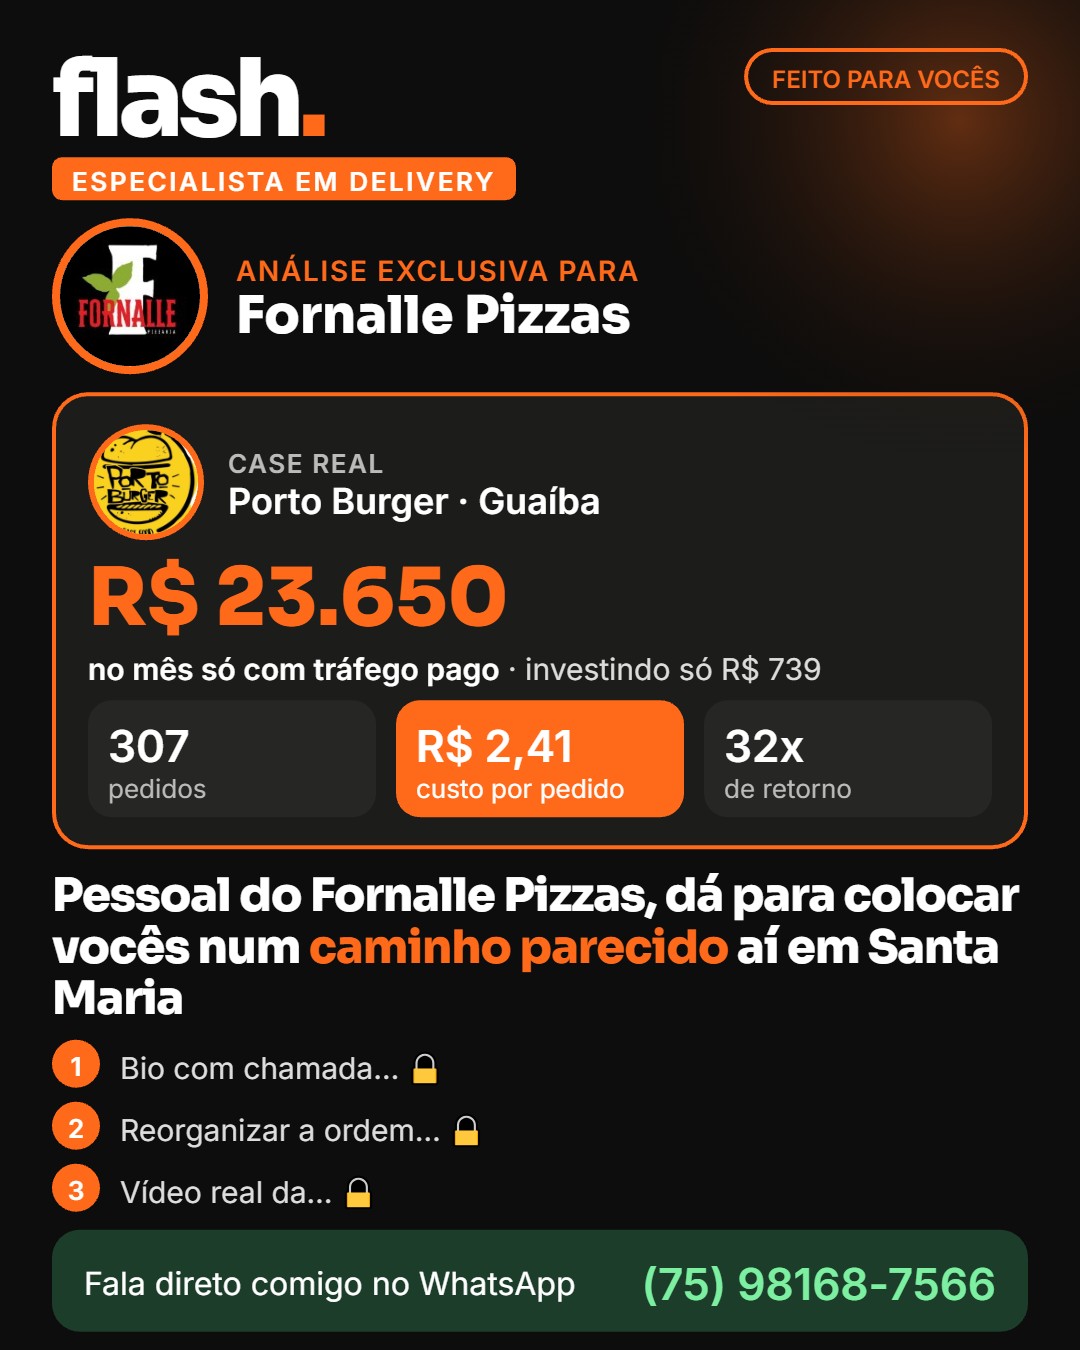 flash.
FEITO PARA VOCÊS
ESPECIALISTA EM DELIVERY
F
FORNALLE
PIZZARIA
ANÁLISE EXCLUSIVA PARA
Fornalle Pizzas
PORTO
BURGER
CASE REAL
Porto Burger · Guaíba
R$ 23.650
no mês só com tráfego pago · investindo só R$ 739
307
pedidos
R$ 2,41
custo por pedido
32x
de retorno
Pessoal do Fornalle Pizzas, dá para colocar
vocês num caminho parecido aí em Santa
Maria
1 Bio com chamada... 🔒
2 Reorganizar a ordem... 🔒
3 Vídeo real da... 🔒
Fala direto comigo no WhatsApp (75) 98168-7566